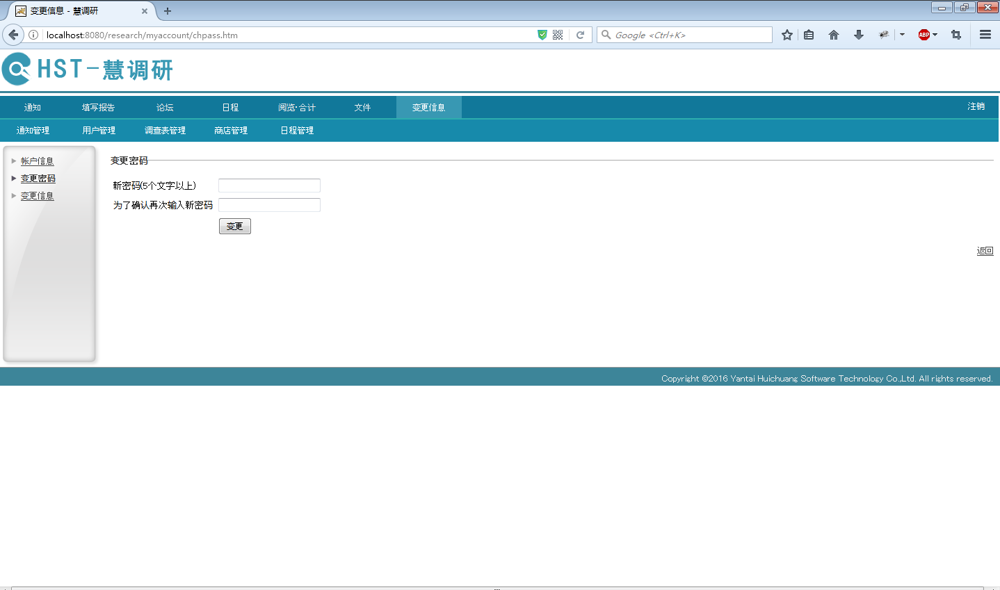 变更信息 - 慧调研
localhost:8080/research/myaccount/chpass.htm
Google <Ctrl+K>
ABP
HST-慧调研
通知 填写报告 论坛 日程 阅览·合计 文件 变更信息 注销
通知管理 用户管理 调查表管理 商店管理 日程管理
帐户信息
变更密码
变更信息
变更密码
新密码(5个文字以上)
为了确认再次输入新密码
变更
返回
Copyright ©2016 Yantai Huichuang Software Technology Co.,Ltd. All rights reserved.